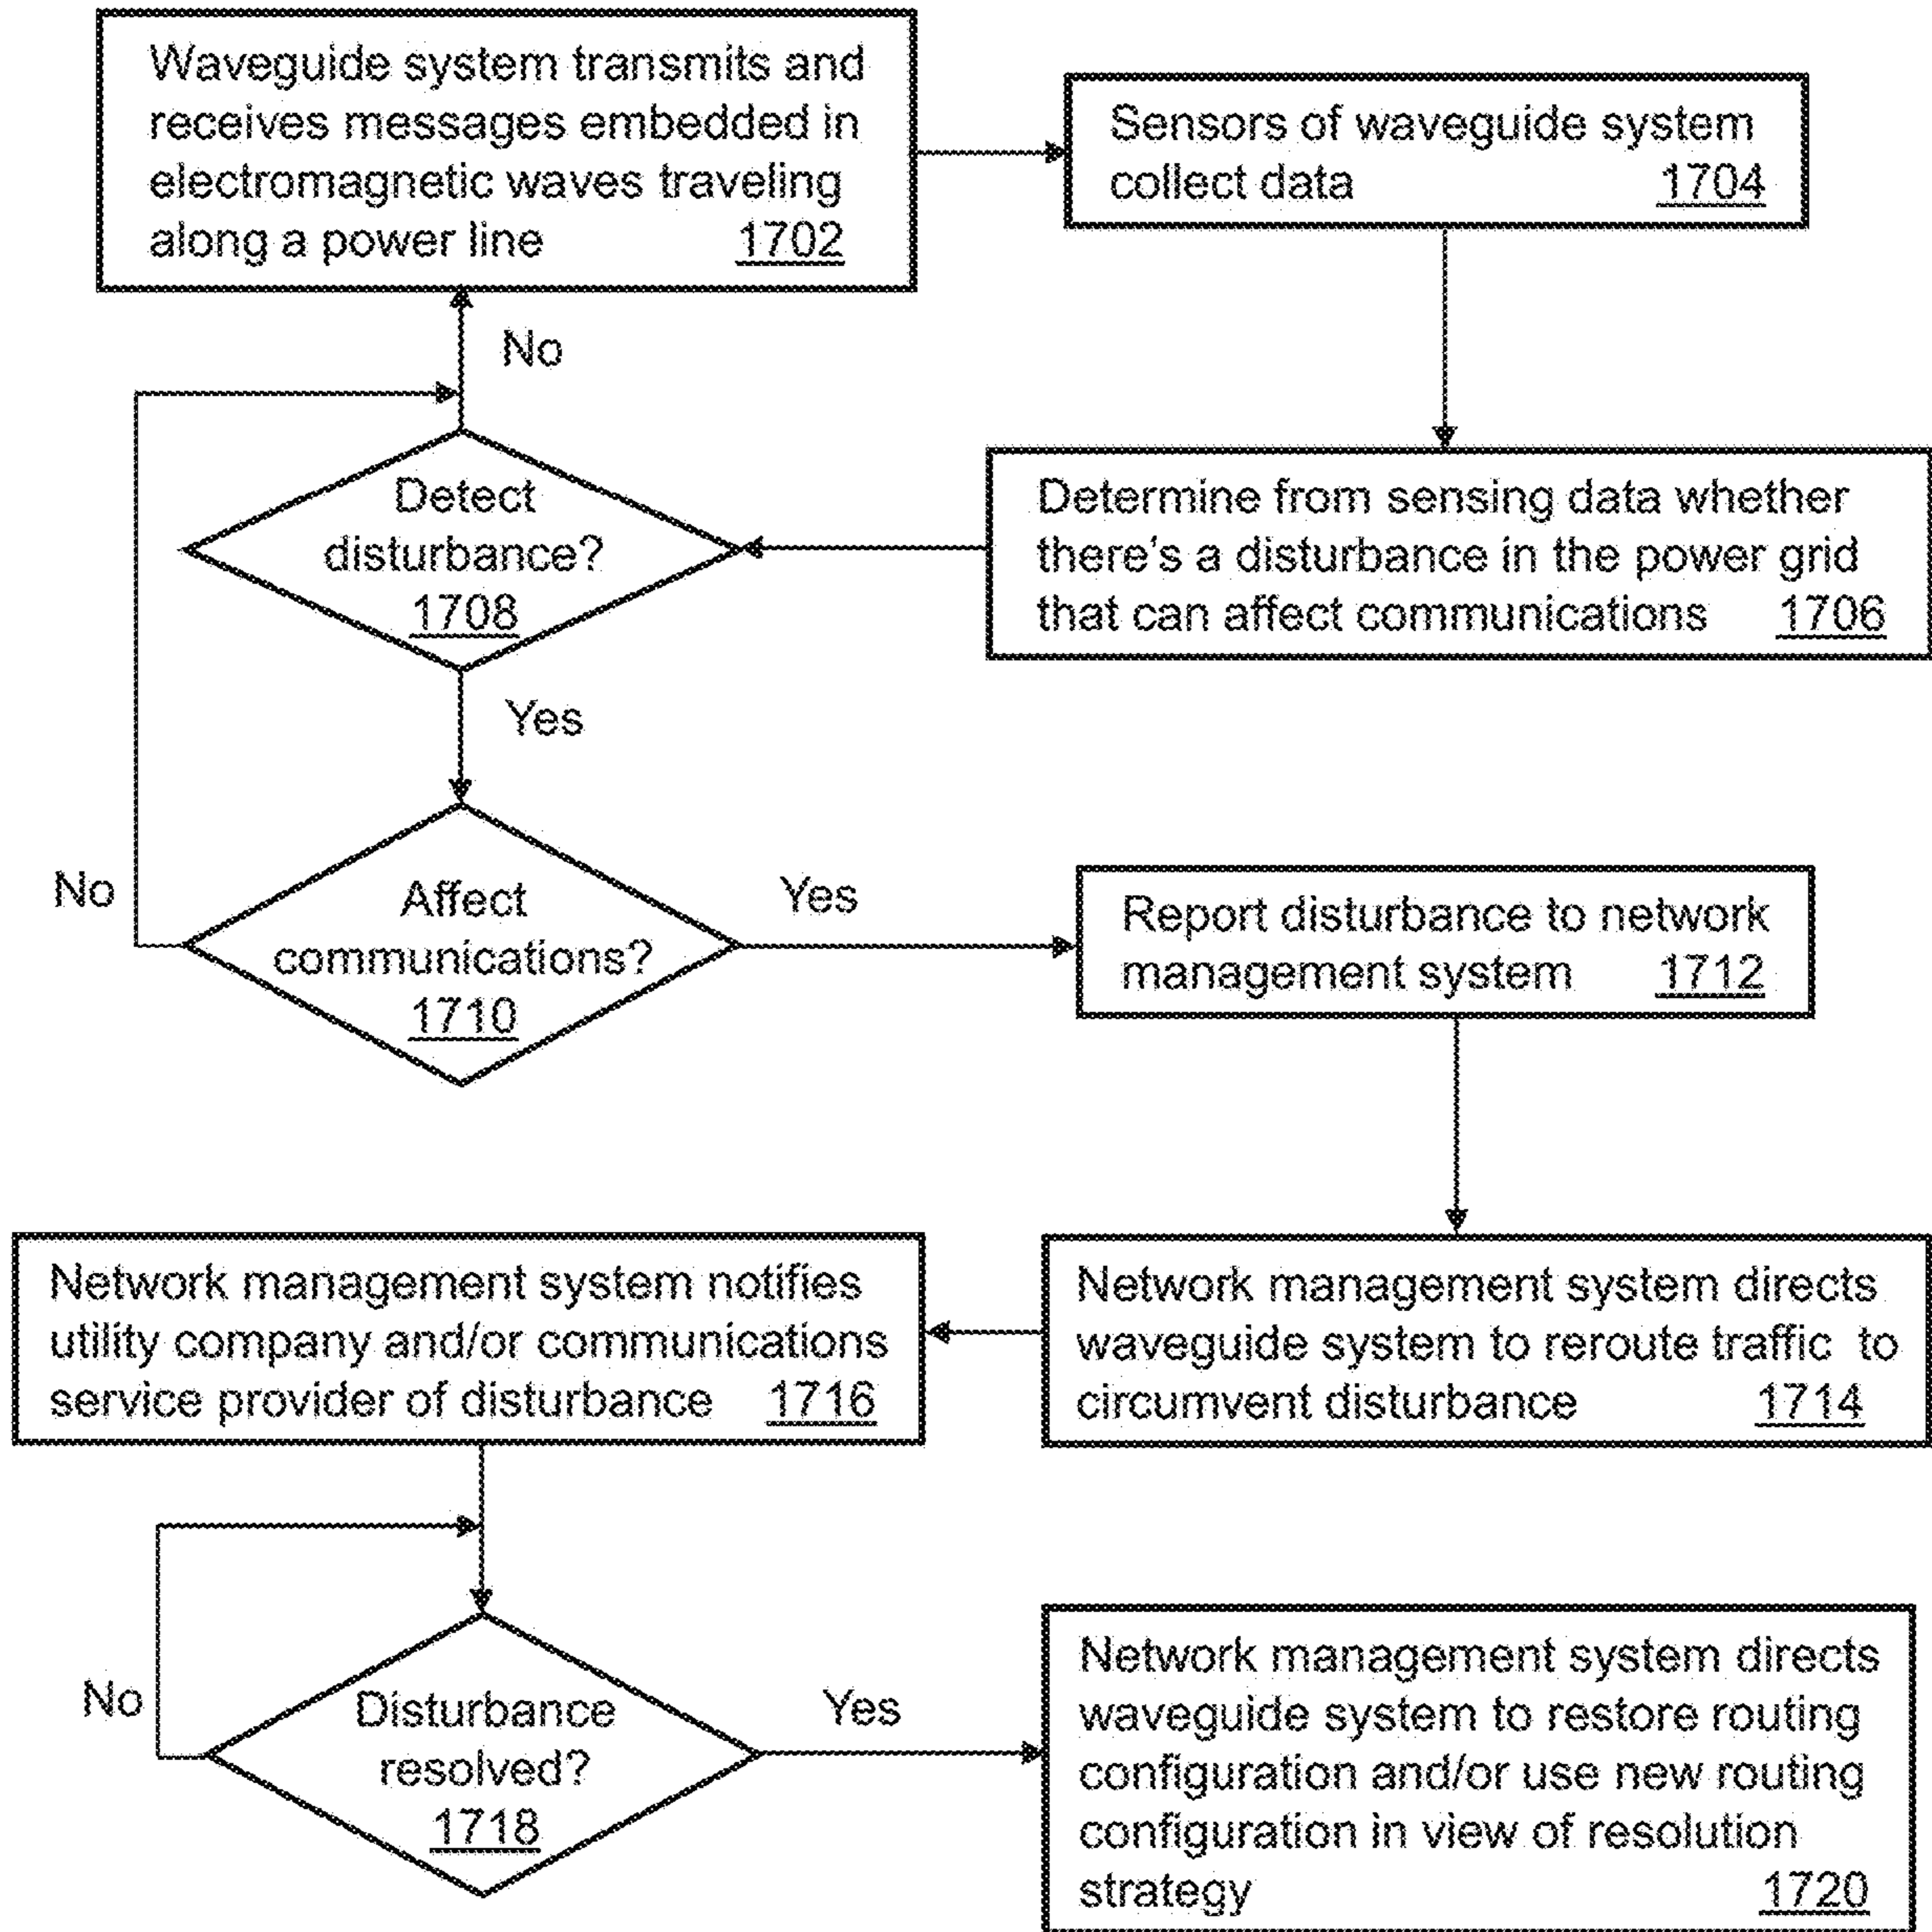 Waveguide system transmits and
receives messages embedded in
electromagnetic waves traveling
along a power line 1702
Sensors of waveguide system
collect data 1704
No
Detect
disturbance?
1708
Determine from sensing data whether
there's a disturbance in the power grid
that can affect communications 1706
Yes
No
Affect
communications?
1710
Yes
Report disturbance to network
management system 1712
Network management system notifies
utility company and/or communications
service provider of disturbance 1716
Network management system directs
waveguide system to reroute traffic to
circumvent disturbance 1714
No
Disturbance
resolved?
1718
Yes
Network management system directs
waveguide system to restore routing
configuration and/or use new routing
configuration in view of resolution
strategy 1720